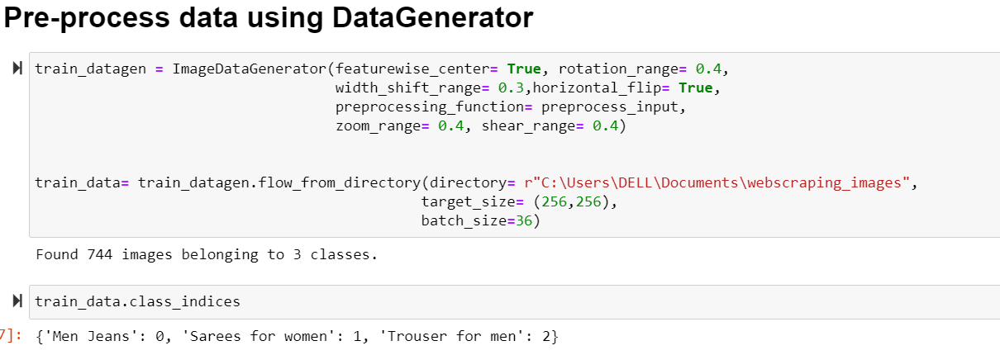 Pre-process data using DataGenerator
train_datagen = ImageDataGenerator(featurewise_center= True, rotation_range= 0.4,
width_shift_range= 0.3,horizontal_flip= True,
preprocessing_function= preprocess_input,
zoom_range= 0.4, shear_range= 0.4)
train_data= train_datagen.flow_from_directory(directory= r"C:\Users\DELL\Documents\webscraping_images",
target_size= (256,256),
batch_size=36)
Found 744 images belonging to 3 classes.
train_data.class_indices
7]: {'Men Jeans': 0, 'Sarees for women': 1, 'Trouser for men': 2}